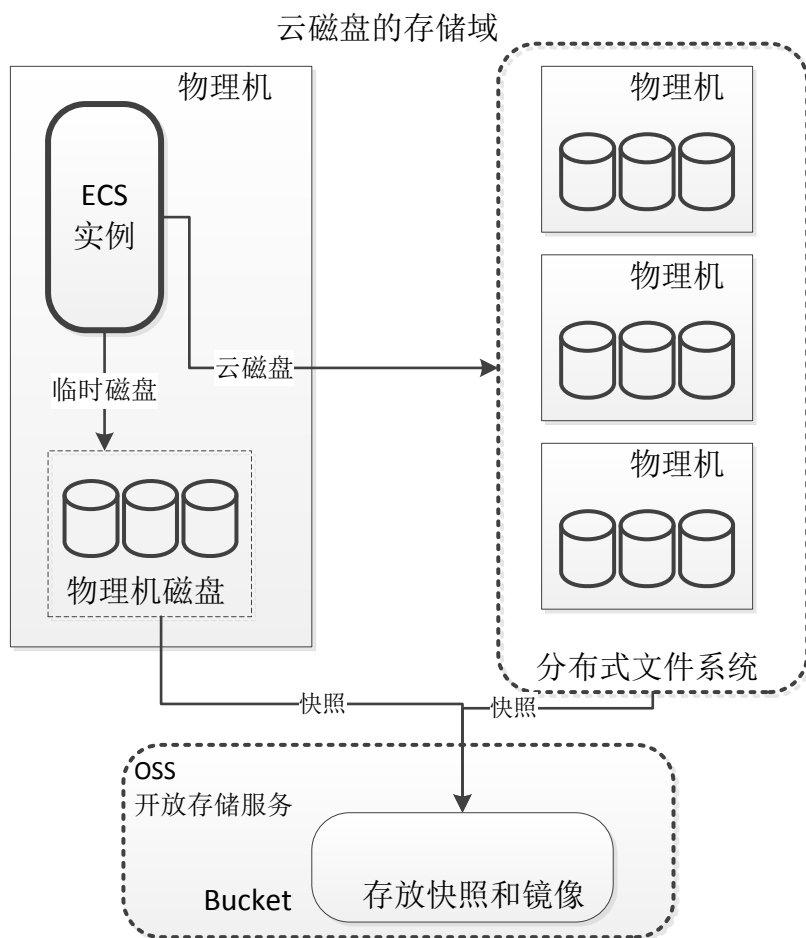 云磁盘的存储域
物理机
ECS
实例
临时磁盘
云磁盘
物理机磁盘
物理机
物理机
物理机
分布式文件系统
快照
快照
OSS
开放存储服务
Bucket
存放快照和镜像